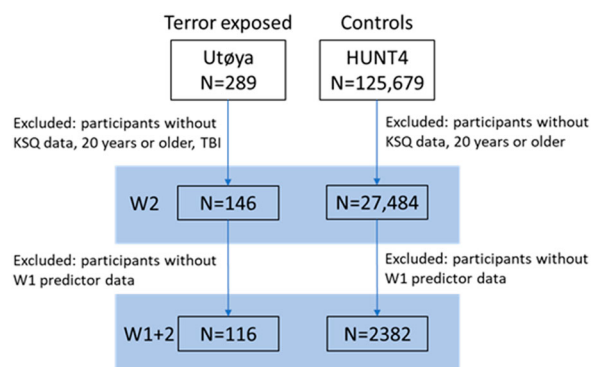 Terror exposed
Controls
Utøya
N=289
HUNT4
N=125,679
Excluded: participants without
KSQ data, 20 years or older, TBI
Excluded: participants without
KSQ data, 20 years or older
W2
N=146
N=27,484
Excluded: participants without
W1 predictor data
Excluded: participants without
W1 predictor data
W1+2
N=116
N=2382